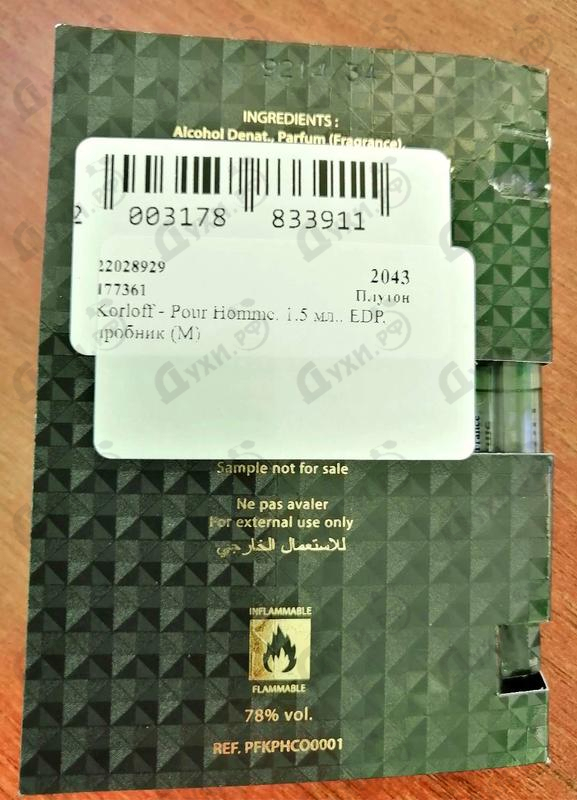 9214/34
INGREDIENTS :
Alcohol Denat., Parfum (Fragrance),
2 003178 833911
22028929
2043
177361
Плутон
Korloff - Pour Homme. 1.5 мл.. EDP.
пробник (M)
Sample not for sale
Ne pas avaler
For external use only
للاستعمال الخارجي
INFLAMMABLE
FLAMMABLE
78% vol.
REF. PFKPHCO0001
Духи.рф